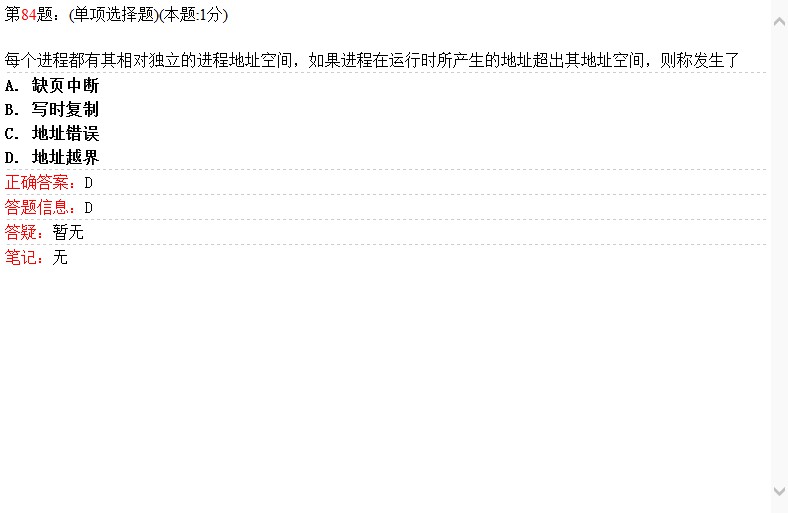 第84题：(单项选择题)(本题:1分)
每个进程都有其相对独立的进程地址空间，如果进程在运行时所产生的地址超出其地址空间，则称发生了
A. 缺页中断
B. 写时复制
C. 地址错误
D. 地址越界
正确答案：D
答题信息：D
答疑：暂无
笔记：无